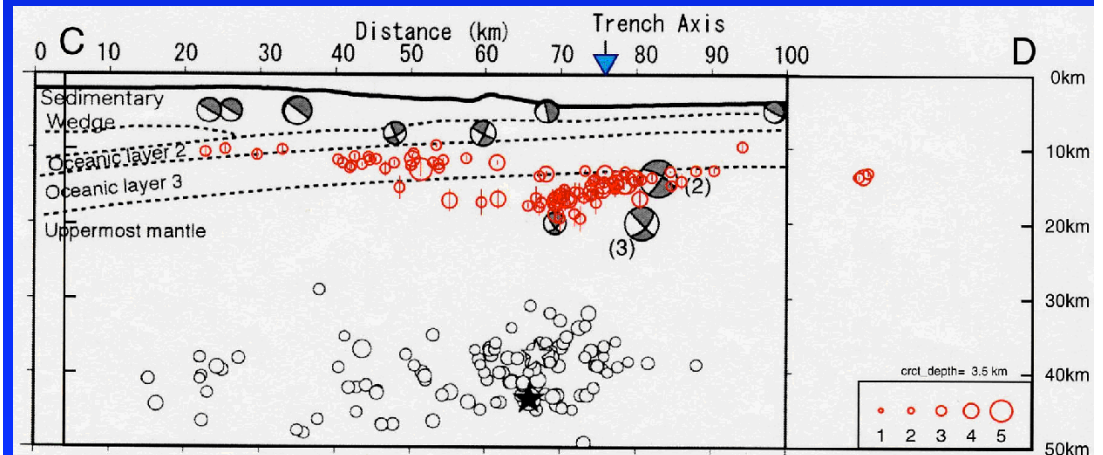 C
Distance (km)
Trench Axis
D
0 10 20 30 40 50 60 70 80 90 100
0km
Sedimentary
Wedge
Oceanic layer 2
10km
Oceanic layer 3
(2)
Uppermost mantle
20km
(3)
30km
crct_depth= 3.5 km
40km
1 2 3 4 5
50km